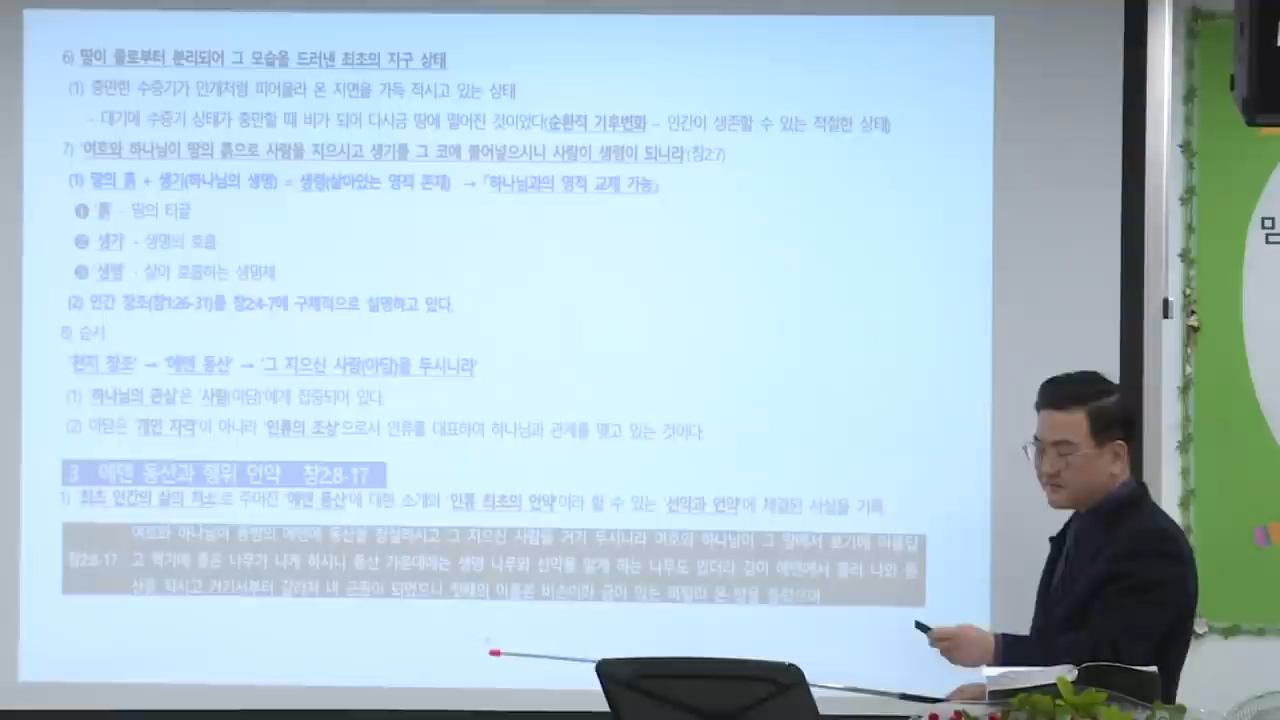 6) 땅이 물로부터 분리되어 그 모습을 드러낸 최초의 지구 상태
(1) 충만한 수증기가 안개처럼 피어올라 온 지면을 가득 적시고 있는 상태
- 대기에 수증기 상태가 충만할 때 비가 되어 다시금 땅에 떨어진 것이었다(순환적 기후변화 – 인간이 생존할 수 있는 적절한 상태)
7) 여호와 하나님이 땅의 흙으로 사람을 지으시고 생기를 그 코에 불어넣으시니 사람이 생령이 되니라(창2:7)
(1) 땅의 흙 + 생기(하나님의 생명) = 생령(살아있는 영적 존재) → 「하나님과의 영적 교제 가능」
❶ '흙' - 땅의 티끌
❷ '생기' - 생명의 호흡
❸ '생령' - 살아 호흡하는 생명체
(2) 인간 창조(창1:26-31)를 창2:4-7에 구체적으로 설명하고 있다.
8) 순서
'천지 창조' → '에덴 동산' → '그 지으신 사람(아담)을 두시니라'
(1) '하나님의 관심'은 '사람'(아담)'에게 집중되어 있다.
(2) 아담은 '개인 자격'이 아니라 '인류의 조상'으로서 인류를 대표하여 하나님과 관계를 맺고 있는 것이다.
3 에덴 동산과 행위 언약 창2:8-17
1) '최초 인간의 삶의 처소'로 주어진 '에덴 동산'에 대한 소개와 '인류 최초의 언약'이라 할 수 있는 '선악과 언약'에 체결된 사실을 기록
여호와 하나님이 동방의 에덴에 동산을 창설하시고 그 지으신 사람을 거기 두시니라 여호와 하나님이 그 땅에서 보기에 아름답
창2:8-17 고 먹기에 좋은 나무가 나게 하시니 동산 가운데에는 생명 나무와 선악을 알게 하는 나무도 있더라 강이 에덴에서 흘러 나와 동
산을 적시고 거기서부터 갈라져 네 근원이 되었으니 첫째의 이름은 비손이라 금이 있는 하윌라 온 땅을 둘렀으며
믿